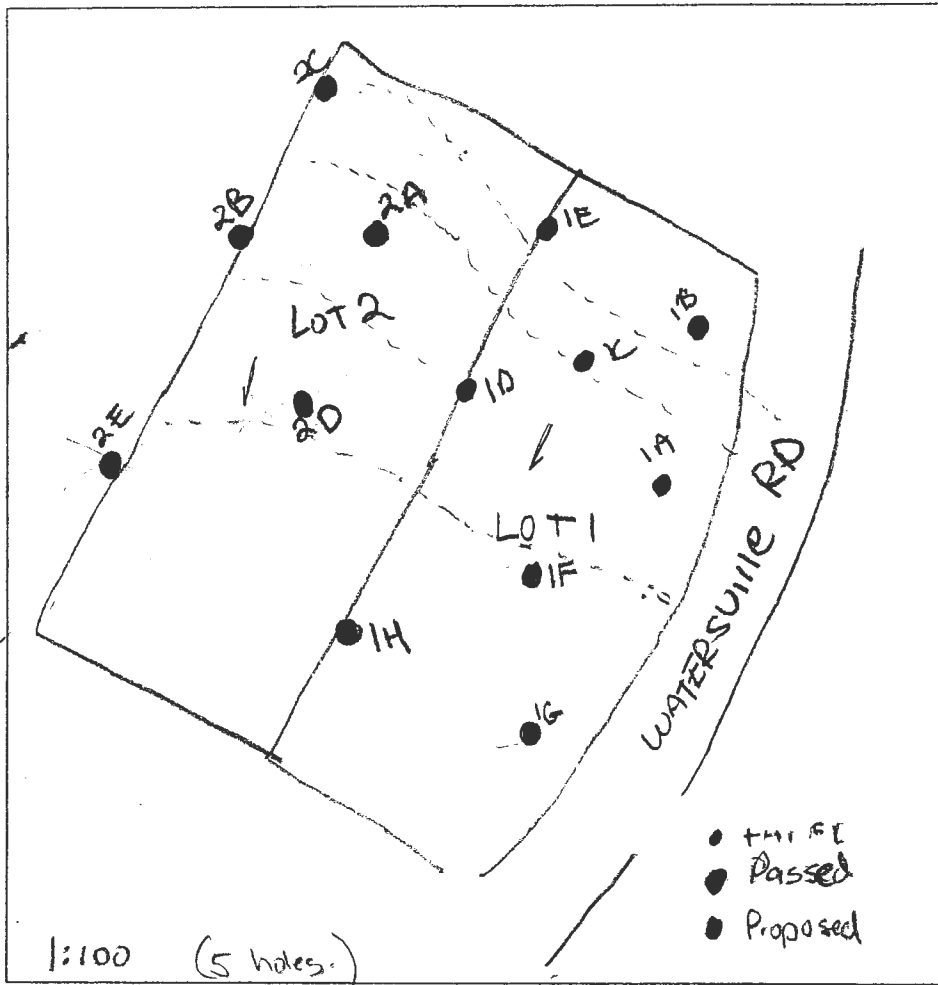 2C
2B
2A
1E
1B
LOT 2
1C
1D
2D
2E
1A
LOT 1
1F
1H
1G
WATERSVILLE RD
Passed
Proposed
1:100 (5 holes.)